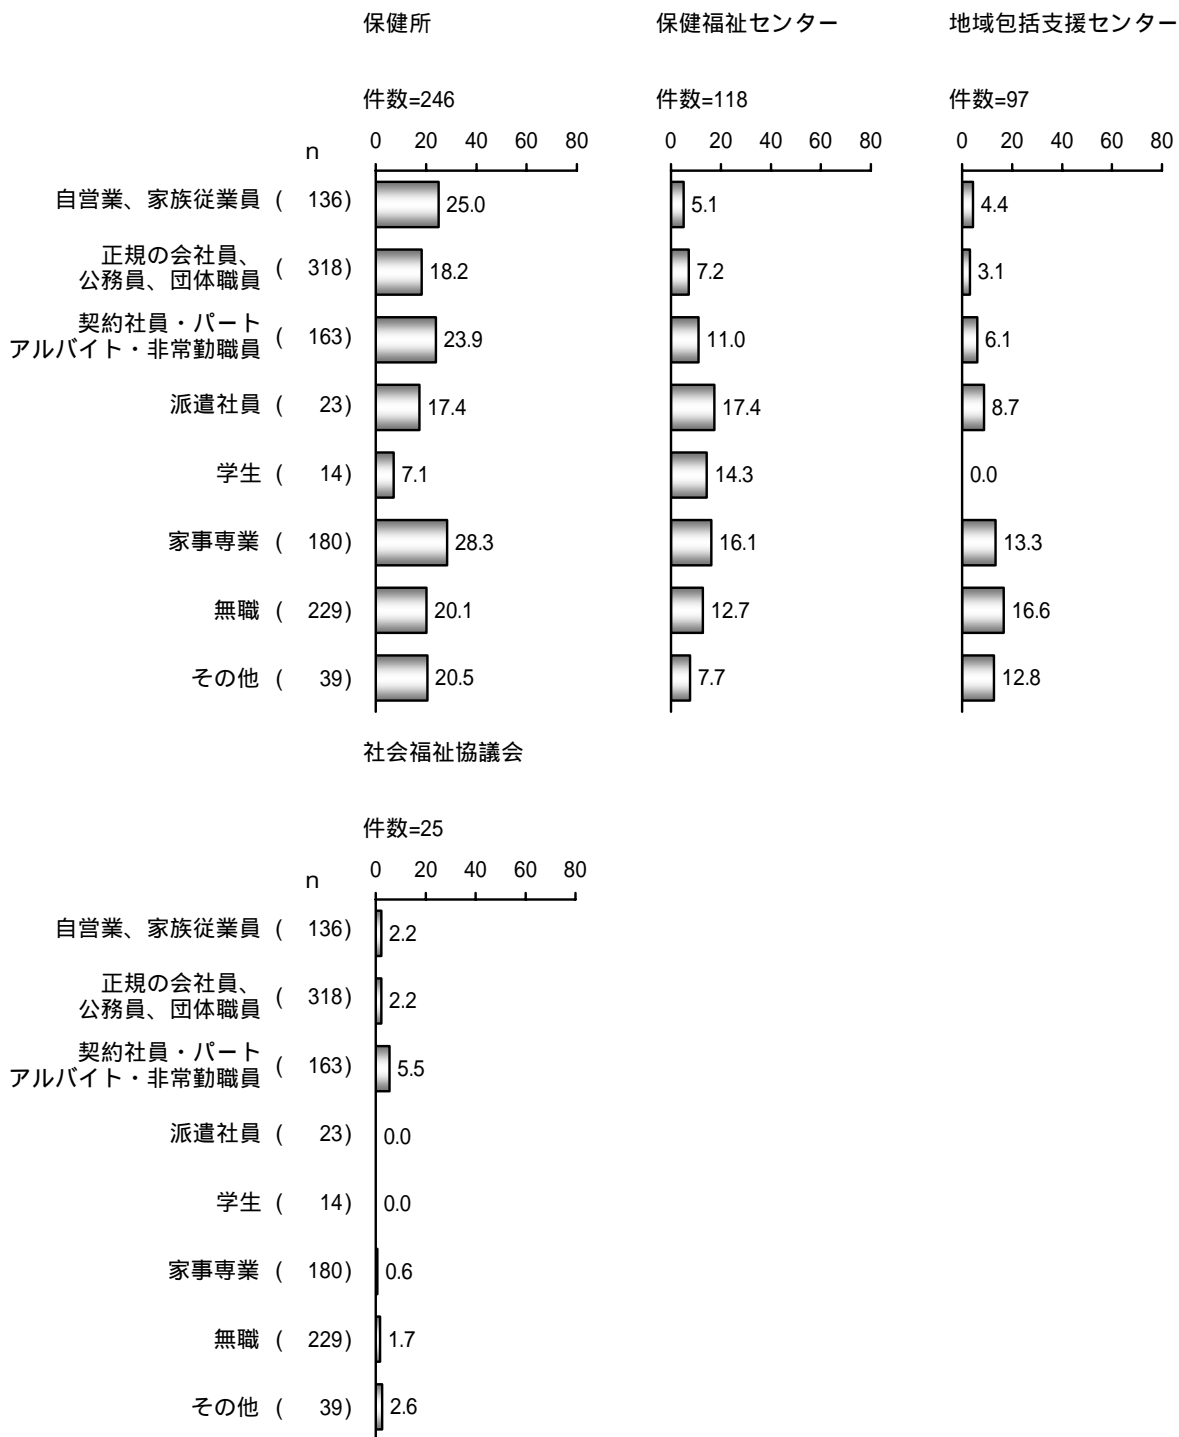 保健所 保健福祉センター 地域包括支援センター
件数=246 件数=118 件数=97
n 0 20 40 60 80 0 20 40 60 80 0 20 40 60 80
自営業、家族従業員 ( 136) 25.0 5.1 4.4
正規の会社員、
公務員、団体職員 ( 318) 18.2 7.2 3.1
契約社員・パート
アルバイト・非常勤職員 ( 163) 23.9 11.0 6.1
派遣社員 ( 23) 17.4 17.4 8.7
学生 ( 14) 7.1 14.3 0.0
家事専業 ( 180) 28.3 16.1 13.3
無職 ( 229) 20.1 12.7 16.6
その他 ( 39) 20.5 7.7 12.8
社会福祉協議会
件数=25
n 0 20 40 60 80
自営業、家族従業員 ( 136) 2.2
正規の会社員、
公務員、団体職員 ( 318) 2.2
契約社員・パート
アルバイト・非常勤職員 ( 163) 5.5
派遣社員 ( 23) 0.0
学生 ( 14) 0.0
家事専業 ( 180) 0.6
無職 ( 229) 1.7
その他 ( 39) 2.6